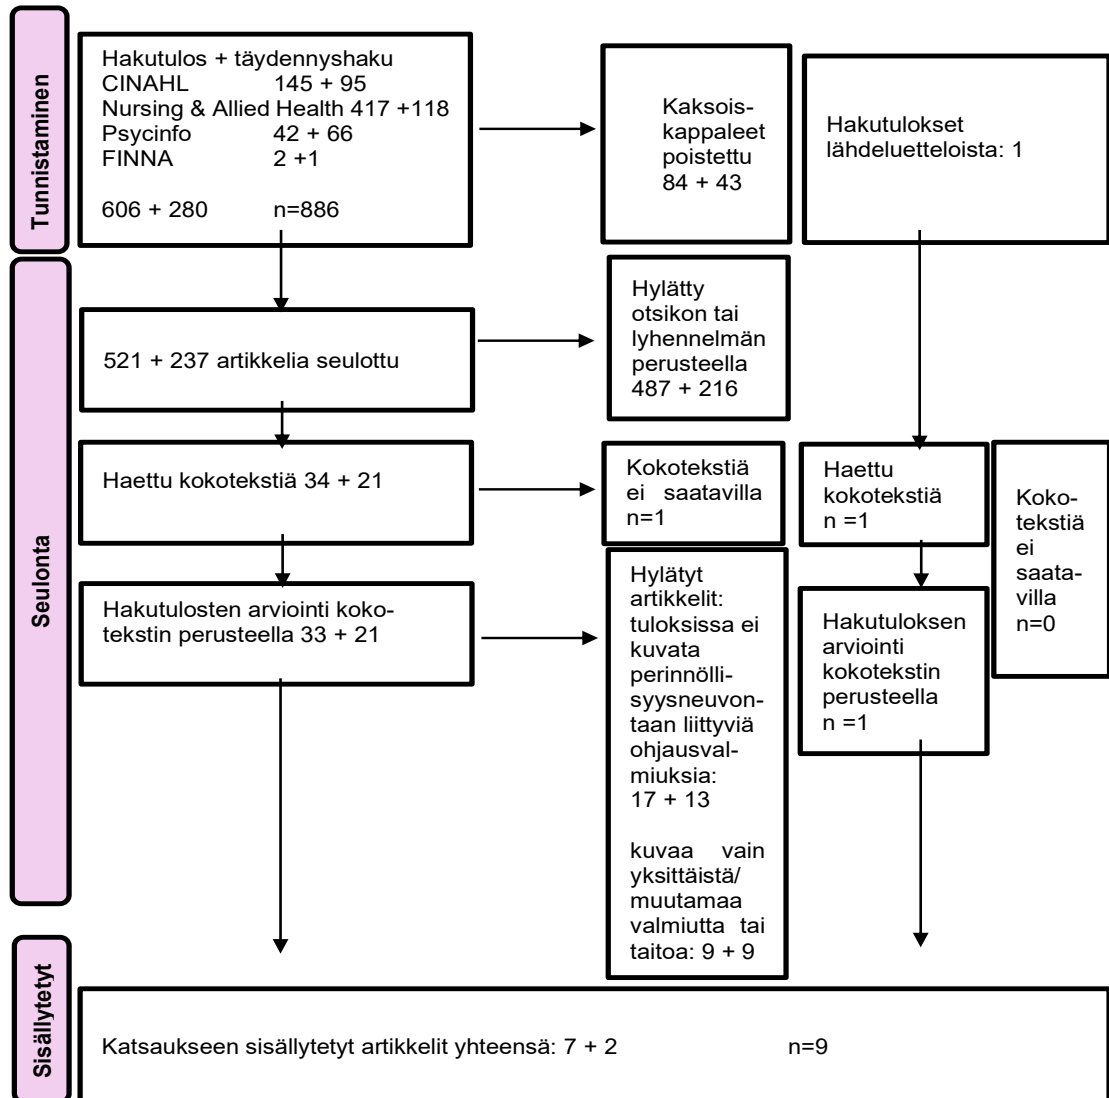 Tunnistaminen
Hakutulos + täydennyshaku
CINAHL 145 + 95
Nursing & Allied Health 417 +118
Psycinfo 42 + 66
FINNA 2 +1
606 + 280 n=886
Kaksois-
kappaleet
poistettu
84 + 43
Hakutulokset
lähdeluetteloista: 1
Seulonta
521 + 237 artikkelia seulottu
Hylätty
otsikon tai
lyhennelmän
perusteella
487 + 216
Haettu kokotekstiä 34 + 21
Kokotekstiä
ei saatavilla
n=1
Haettu
kokotekstiä
n =1
Koko-
tekstiä
ei
saata-
villa
n=0
Hakutulosten arviointi koko-
tekstin perusteella 33 + 21
Hylätyt
artikkelit:
tuloksissa ei
kuvata
perinnölli-
syysneuvon-
taan liittyviä
ohjausval-
miuksia:
17 + 13
kuvaa vain
yksittäistä/
muutamaa
valmiutta tai
taitoa: 9 + 9
Hakutuloksen
arviointi
kokotekstin
perusteella
n =1
Sisällytetyt
Katsaukseen sisällytetyt artikkelit yhteensä: 7 + 2 n=9